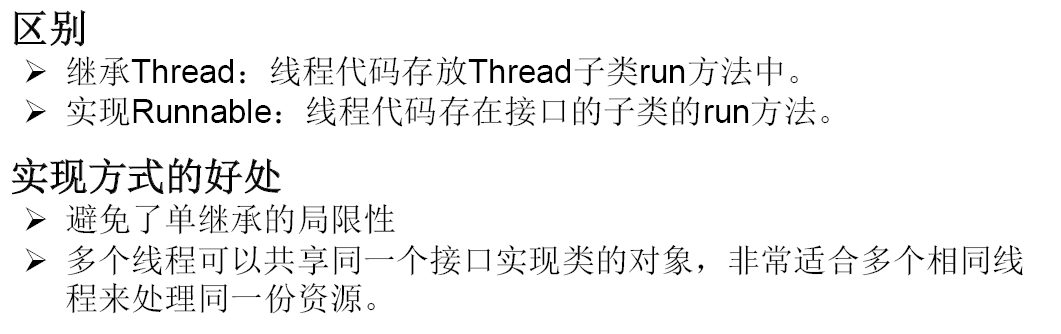 区别
➢ 继承Thread：线程代码存放Thread子类run方法中。
➢ 实现Runnable：线程代码存在接口的子类的run方法。
实现方式的好处
➢ 避免了单继承的局限性
➢ 多个线程可以共享同一个接口实现类的对象，非常适合多个相同线
程来处理同一份资源。